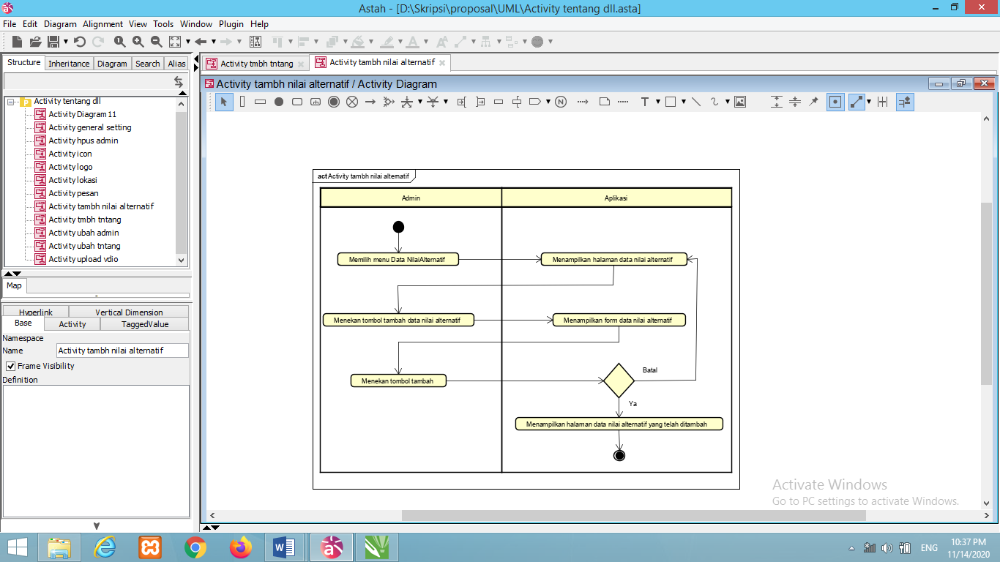 Astah - [D:\Skripsi\proposal\UML\Activity tentang dll.asta]
File Edit Diagram Alignment View Tools Window Plugin Help
Structure Inheritance Diagram Search Alias
Activity tentang dll
Activity Diagram 11
Activity general setting
Activity hpus admin
Activity icon
Activity logo
Activity lokasi
Activity pesan
Activity tambh nilai alternatif
Activity tmbh tntang
Activity ubah admin
Activity ubah tntang
Activity upload vdio
Map
Hyperlink Vertical Dimension
Base Activity TaggedValue
Namespace
Name Activity tambh nilai alternatif
Frame Visibility
Definition
Activity tmbh tntang Activity tambh nilai alternatif
Activity tambh nilai alternatif / Activity Diagram
T
N
A
act Activity tambh nilai alternatif
Admin Aplikasi
Memilih menu Data NilaiAlternatif Menampilkan halaman data nilai alternatif
Menekan tombol tambah data nilai alternatif Menampilkan form data nilai alternatif
Menekan tombol tambah
Batal
Ya
Menampilkan halaman data nilai alternatif yang telah ditambah
Activate Windows
Go to PC settings to activate Windows.
ENG
10:37 PM
11/14/2020